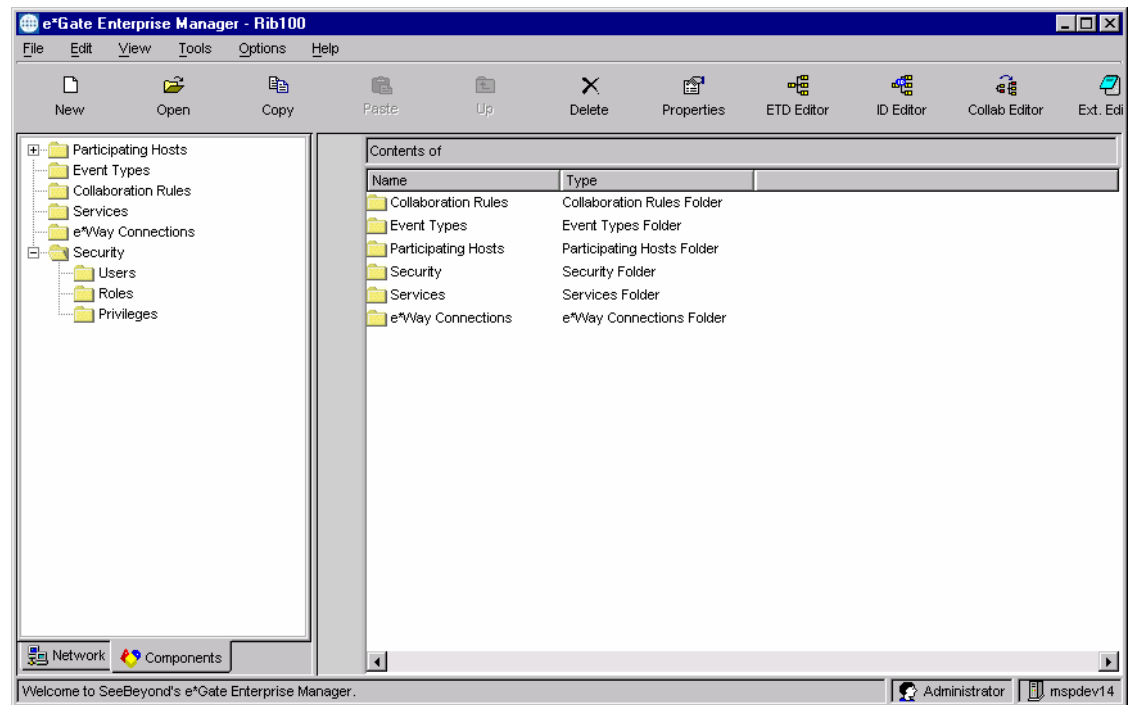 e*Gate Enterprise Manager - Rib100
File Edit View Tools Options Help
New Open Copy Paste Up Delete Properties ETD Editor ID Editor Collab Editor Ext. Edi
Participating Hosts
Event Types
Collaboration Rules
Services
e*Way Connections
Security
Users
Roles
Privileges
Contents of
Name Type
Collaboration Rules Collaboration Rules Folder
Event Types Event Types Folder
Participating Hosts Participating Hosts Folder
Security Security Folder
Services Services Folder
e*Way Connections e*Way Connections Folder
Network Components
Welcome to SeeBeyond's e*Gate Enterprise Manager. Administrator mspdev14